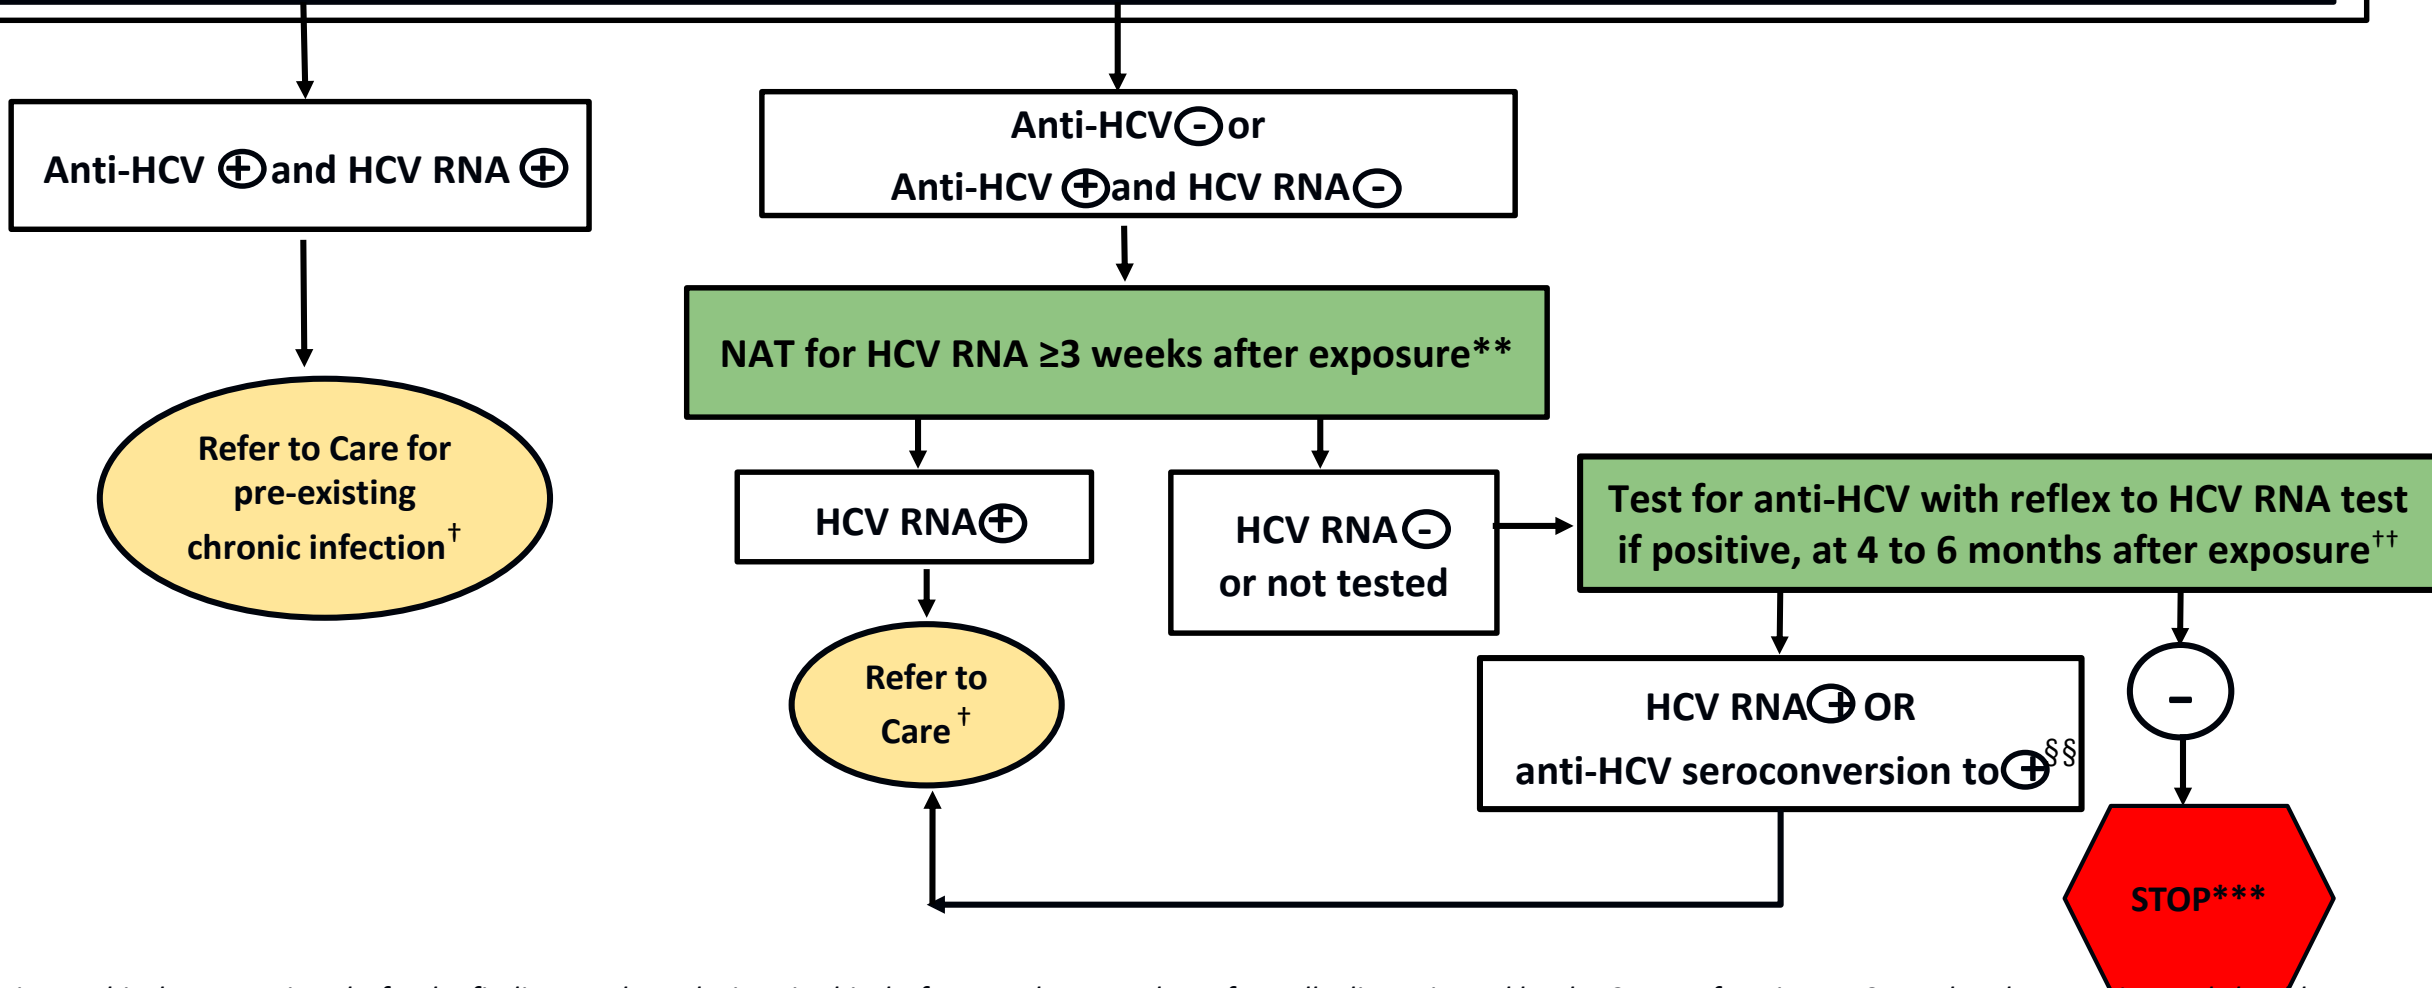 Anti-HCV ⊕ and HCV RNA ⊕
Anti-HCV ⊖ or
Anti-HCV ⊕ and HCV RNA ⊖
NAT for HCV RNA ≥3 weeks after exposure**
Refer to Care for
pre-existing
chronic infection†
HCV RNA ⊕
HCV RNA ⊖
or not tested
Test for anti-HCV with reflex to HCV RNA test
if positive, at 4 to 6 months after exposure††
Refer to
Care †
HCV RNA ⊕ OR
anti-HCV seroconversion to ⊕§§
-
STOP***